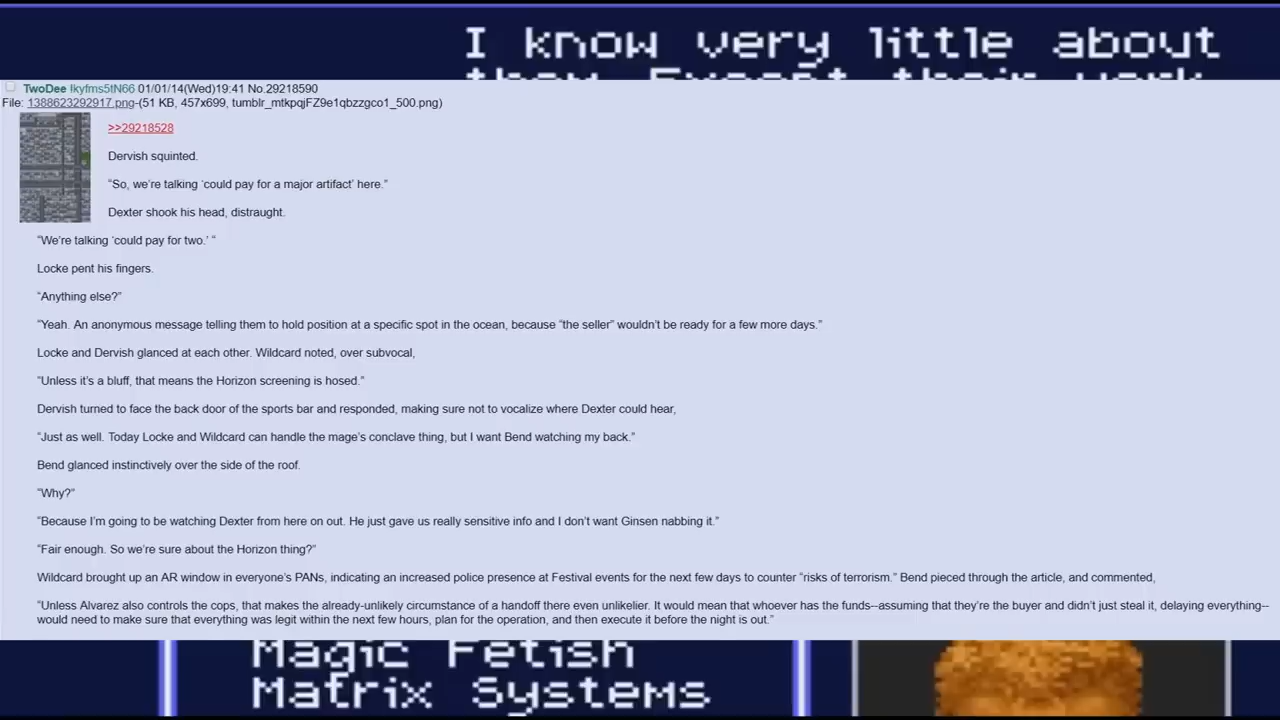 I know very little about
them. Except their work
TwoDee !kyfms5tN66 01/01/14(Wed)19:41 No.29218590
File: 1388623292917.png-(51 KB, 457x699, tumblr_mtkpqjFZ9e1qbzzgco1_500.png)
>>29218528
Dervish squinted.
“So, we’re talking ‘could pay for a major artifact’ here.”
Dexter shook his head, distraught.
“We’re talking ‘could pay for two.’ “
Locke pent his fingers.
“Anything else?”
“Yeah. An anonymous message telling them to hold position at a specific spot in the ocean, because “the seller” wouldn’t be ready for a few more days.”
Locke and Dervish glanced at each other. Wildcard noted, over subvocal,
“Unless it’s a bluff, that means the Horizon screening is hosed.”
Dervish turned to face the back door of the sports bar and responded, making sure not to vocalize where Dexter could hear,
“Just as well. Today Locke and Wildcard can handle the mage’s conclave thing, but I want Bend watching my back.”
Bend glanced instinctively over the side of the roof.
“Why?”
“Because I’m going to be watching Dexter from here on out. He just gave us really sensitive info and I don’t want Ginsen nabbing it.”
“Fair enough. So we’re sure about the Horizon thing?”
Wildcard brought up an AR window in everyone’s PANs, indicating an increased police presence at Festival events for the next few days to counter “risks of terrorism.” Bend pieced through the article, and commented,
“Unless Alvarez also controls the cops, that makes the already-unlikely circumstance of a handoff there even unlikelier. It would mean that whoever has the funds--assuming that they’re the buyer and didn’t just steal it, delaying everything--
would need to make sure that everything was legit within the next few hours, plan for the operation, and then execute it before the night is out.”
Magic Fetish
Matrix Systems